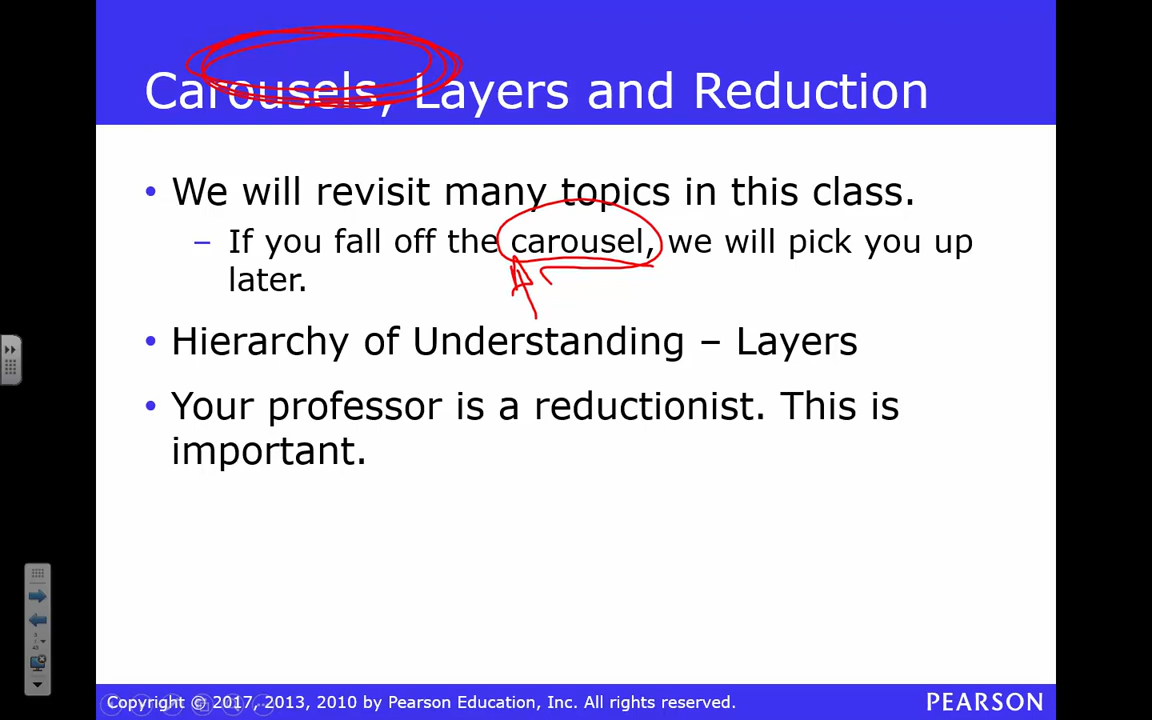 Carousels, Layers and Reduction
• We will revisit many topics in this class.
– If you fall off the carousel, we will pick you up
later.
• Hierarchy of Understanding – Layers
• Your professor is a reductionist. This is
important.
Copyright © 2017, 2013, 2010 by Pearson Education, Inc. All rights reserved.
PEARSON